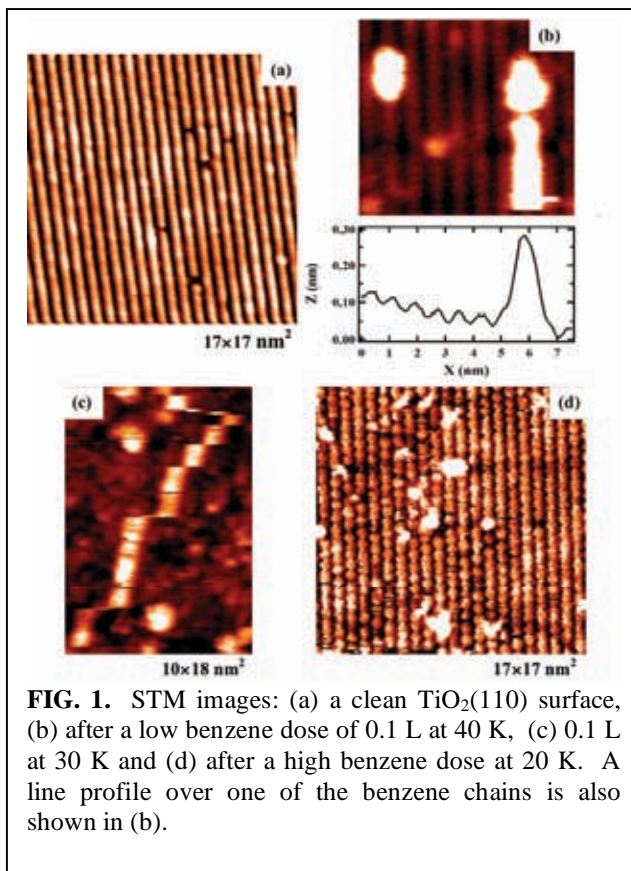 (a)
17×17 nm²
(b)
0.30
0.20
0.10
0.00
Z (nm)
0 1 2 3 4 5 6 7
X (nm)
(c)
10×18 nm²
(d)
17×17 nm²
FIG. 1. STM images: (a) a clean TiO₂(110) surface,
(b) after a low benzene dose of 0.1 L at 40 K, (c) 0.1 L
at 30 K and (d) after a high benzene dose at 20 K. A
line profile over one of the benzene chains is also
shown in (b).